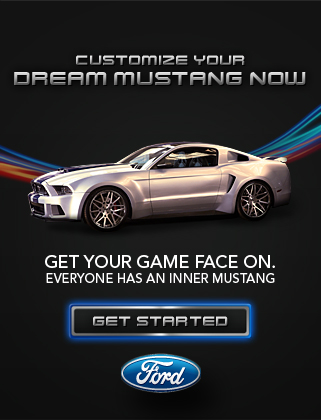 CUSTOMIZE YOUR
DREAM MUSTANG NOW
GET YOUR GAME FACE ON.
EVERYONE HAS AN INNER MUSTANG
GET STARTED
Ford